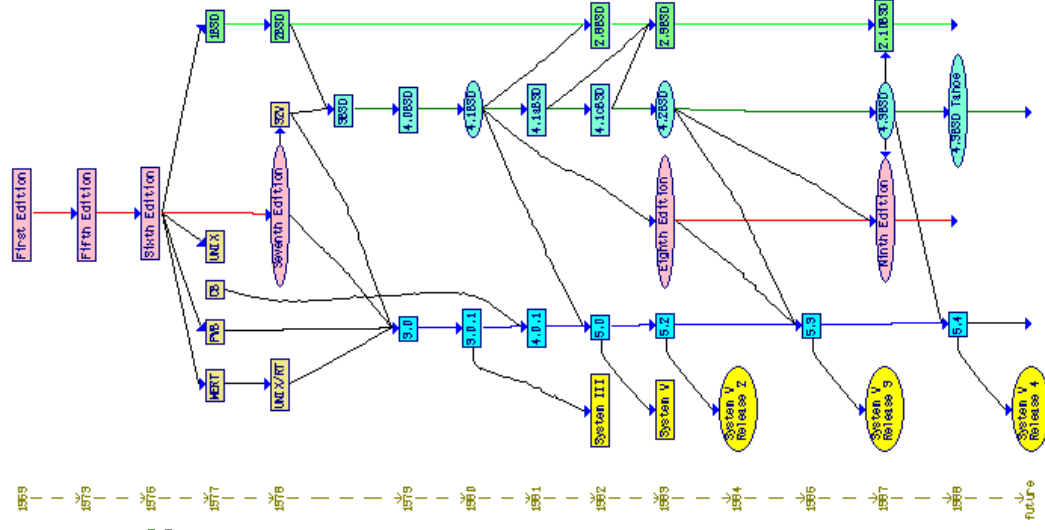 1969
First Edition
1973
Fifth Edition
1976
Sixth Edition
1977
MERT
PWB
CB
UNIX
1BSD
1978
UNIX/RT
Seventh Edition
32V
2BSD
3BSD
1979
3.0
4.0BSD
1980
3.0.1
4.1BSD
1981
4.0.1
4.1aBSD
1982
System III
5.0
4.1cBSD
2.8BSD
1983
System V
5.2
Eighth Edition
4.2BSD
2.9BSD
1984
System V
Release 2
1986
5.3
1987
System V
Release 3
Ninth Edition
4.3BSD
2.10BSD
1988
5.4
4.3BSD Tahoe
future
System V
Release 4